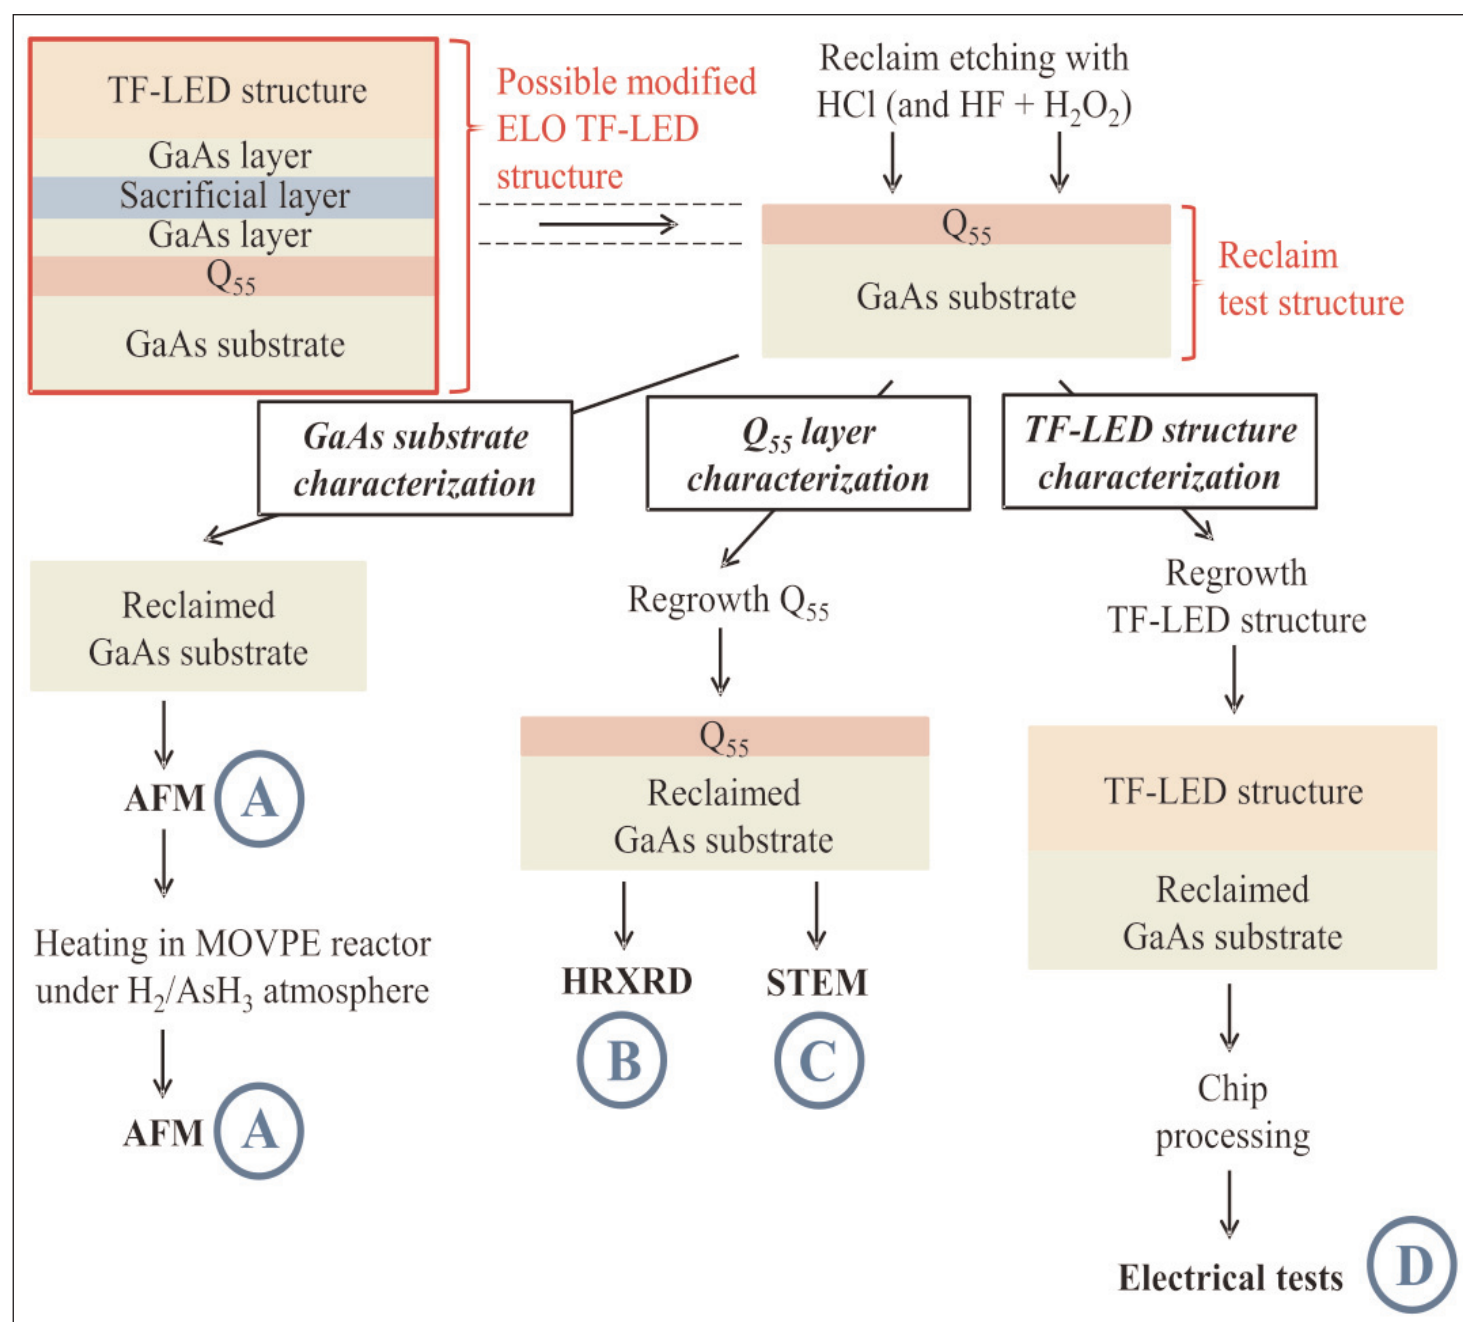 TF-LED structure
GaAs layer
Sacrificial layer
GaAs layer
Q₅₅
GaAs substrate
Possible modified
ELO TF-LED
structure
Reclaim etching with
HCl (and HF + H₂O₂)
Q₅₅
GaAs substrate
Reclaim
test structure
GaAs substrate
characterization
Q₅₅ layer
characterization
TF-LED structure
characterization
Reclaimed
GaAs substrate
AFM A
Heating in MOVPE reactor
under H₂/AsH₃ atmosphere
AFM A
Regrowth Q₅₅
Q₅₅
Reclaimed
GaAs substrate
HRXRD
B
STEM
C
Regrowth
TF-LED structure
TF-LED structure
Reclaimed
GaAs substrate
Chip
processing
Electrical tests D